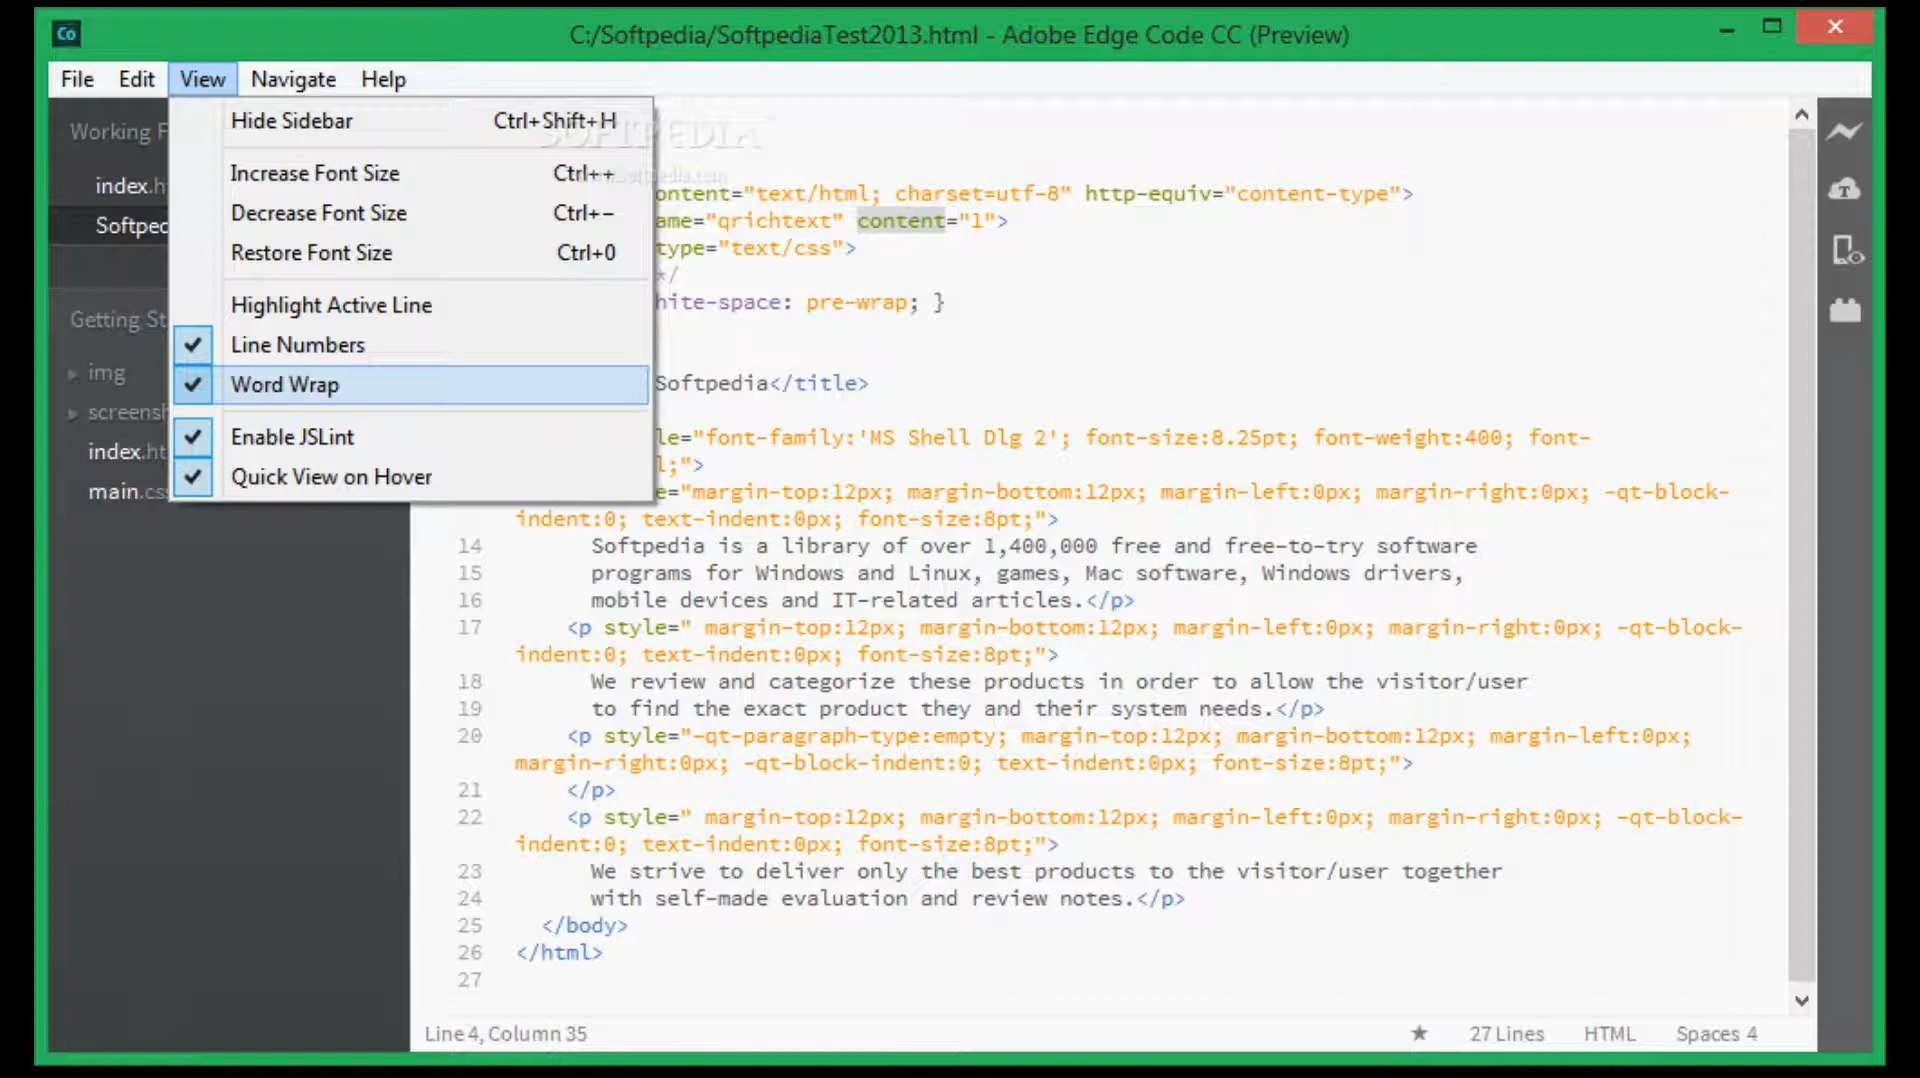 Co
C:/Softpedia/SoftpediaTest2013.html - Adobe Edge Code CC (Preview)
File Edit View Navigate Help
Working F
index.h
Softped
Getting St
img
screensh
index.ht
main.cs
Hide Sidebar Ctrl+Shift+H
Increase Font Size Ctrl++
Decrease Font Size Ctrl+-
Restore Font Size Ctrl+0
Highlight Active Line
Line Numbers
Word Wrap
Enable JSLint
Quick View on Hover
SOFTPEDIA
ontent="text/html; charset=utf-8" http-equiv="content-type">
ame="qrichtext" content="1">
type="text/css">
*/
hite-space: pre-wrap; }
Softpedia</title>
le="font-family:'MS Shell Dlg 2'; font-size:8.25pt; font-weight:400; font-
l;">
e="margin-top:12px; margin-bottom:12px; margin-left:0px; margin-right:0px; -qt-block-
indent:0; text-indent:0px; font-size:8pt;">
14 Softpedia is a library of over 1,400,000 free and free-to-try software
15 programs for Windows and Linux, games, Mac software, Windows drivers,
16 mobile devices and IT-related articles.</p>
17 <p style=" margin-top:12px; margin-bottom:12px; margin-left:0px; margin-right:0px; -qt-block-
indent:0; text-indent:0px; font-size:8pt;">
18 We review and categorize these products in order to allow the visitor/user
19 to find the exact product they and their system needs.</p>
20 <p style="-qt-paragraph-type:empty; margin-top:12px; margin-bottom:12px; margin-left:0px;
margin-right:0px; -qt-block-indent:0; text-indent:0px; font-size:8pt;">
21 </p>
22 <p style=" margin-top:12px; margin-bottom:12px; margin-left:0px; margin-right:0px; -qt-block-
indent:0; text-indent:0px; font-size:8pt;">
23 We strive to deliver only the best products to the visitor/user together
24 with self-made evaluation and review notes.</p>
25 </body>
26 </html>
27
Line 4, Column 35
27 Lines HTML Spaces 4